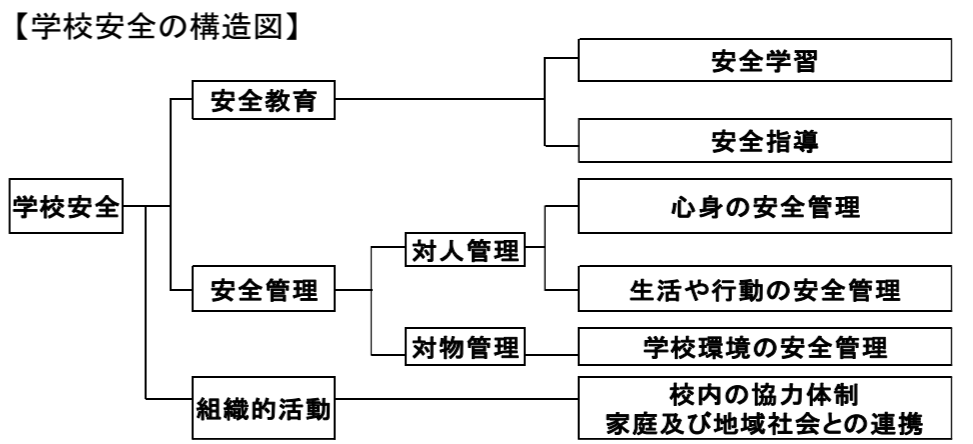 【学校安全の構造図】
安全学習
安全教育
安全指導
学校安全
心身の安全管理
対人管理
安全管理
生活や行動の安全管理
対物管理
学校環境の安全管理
組織的活動
校内の協力体制
家庭及び地域社会との連携